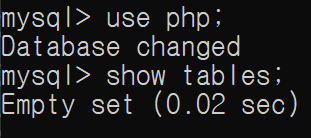 mysql> use php;
Database changed
mysql> show tables;
Empty set (0.02 sec)